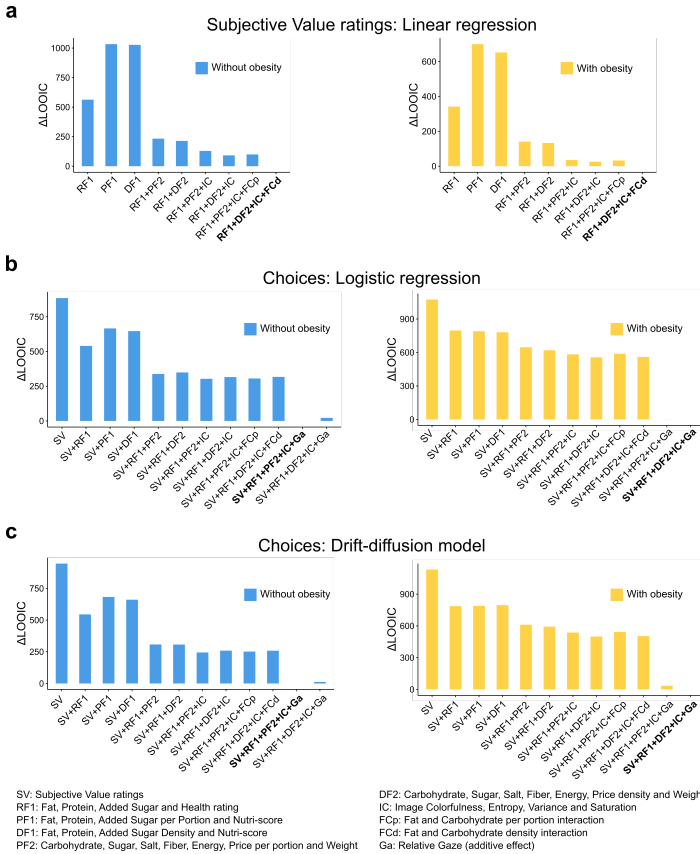 a
Subjective Value ratings: Linear regression
1000
750
500
250
0
ΔLOOIC
Without obesity
RF1
PF1
DF1
RF1+PF2
RF1+DF2
RF1+PF2+IC
RF1+DF2+IC
RF1+PF2+IC+FCp
RF1+DF2+IC+FCd
600
400
200
0
ΔLOOIC
With obesity
RF1
PF1
DF1
RF1+PF2
RF1+DF2
RF1+PF2+IC
RF1+DF2+IC
RF1+PF2+IC+FCp
RF1+DF2+IC+FCd
b
Choices: Logistic regression
750
500
250
0
ΔLOOIC
Without obesity
SV
SV+RF1
SV+PF1
SV+DF1
SV+RF1+PF2
SV+RF1+DF2
SV+RF1+PF2+IC
SV+RF1+DF2+IC
SV+RF1+PF2+IC+FCp
SV+RF1+DF2+IC+FCd
SV+RF1+PF2+IC+Ga
SV+RF1+DF2+IC+Ga
900
600
300
0
ΔLOOIC
With obesity
SV
SV+RF1
SV+PF1
SV+DF1
SV+RF1+PF2
SV+RF1+DF2
SV+RF1+PF2+IC
SV+RF1+DF2+IC
SV+RF1+PF2+IC+FCp
SV+RF1+DF2+IC+FCd
SV+RF1+PF2+IC+Ga
SV+RF1+DF2+IC+Ga
c
Choices: Drift-diffusion model
750
500
250
0
ΔLOOIC
Without obesity
SV
SV+RF1
SV+PF1
SV+DF1
SV+RF1+PF2
SV+RF1+DF2
SV+RF1+PF2+IC
SV+RF1+DF2+IC
SV+RF1+PF2+IC+FCp
SV+RF1+DF2+IC+FCd
SV+RF1+PF2+IC+Ga
SV+RF1+DF2+IC+Ga
900
600
300
0
ΔLOOIC
With obesity
SV
SV+RF1
SV+PF1
SV+DF1
SV+RF1+PF2
SV+RF1+DF2
SV+RF1+PF2+IC
SV+RF1+DF2+IC
SV+RF1+PF2+IC+FCp
SV+RF1+DF2+IC+FCd
SV+RF1+PF2+IC+Ga
SV+RF1+DF2+IC+Ga
SV: Subjective Value ratings
RF1: Fat, Protein, Added Sugar and Health rating
PF1: Fat, Protein, Added Sugar per Portion and Nutri-score
DF1: Fat, Protein, Added Sugar Density and Nutri-score
PF2: Carbohydrate, Sugar, Salt, Fiber, Energy, Price per portion and Weight
DF2: Carbohydrate, Sugar, Salt, Fiber, Energy, Price density and Weigh
IC: Image Colorfulness, Entropy, Variance and Saturation
FCp: Fat and Carbohydrate per portion interaction
FCd: Fat and Carbohydrate density interaction
Ga: Relative Gaze (additive effect)